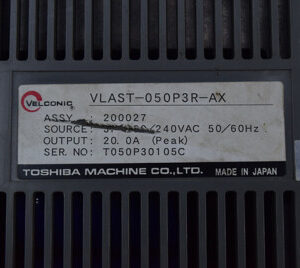 VELCONIC VLAST-050P3R-AX
ASSY. 200027
SOURCE: /240VAC 50/60Hz
OUTPUT: 20.0A (Peak)
SER.NO: T050P30105C
TOSHIBA MACHINE CO.,LTD. MADE IN JAPAN